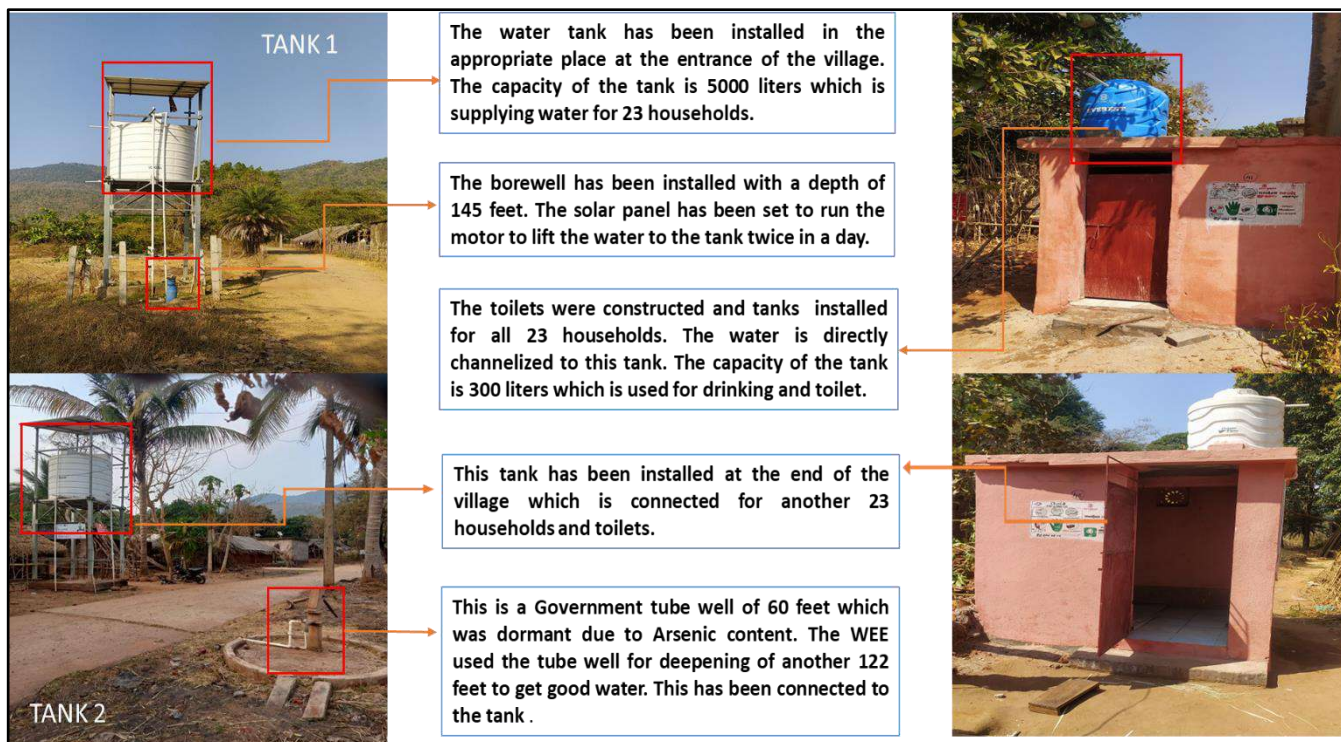 TANK 1
The water tank has been installed in the
appropriate place at the entrance of the village.
The capacity of the tank is 5000 liters which is
supplying water for 23 households.
The borewell has been installed with a depth of
145 feet. The solar panel has been set to run the
motor to lift the water to the tank twice in a day.
The toilets were constructed and tanks installed
for all 23 households. The water is directly
channelized to this tank. The capacity of the tank
is 300 liters which is used for drinking and toilet.
This tank has been installed at the end of the
village which is connected for another 23
households and toilets.
This is a Government tube well of 60 feet which
was dormant due to Arsenic content. The WEE
used the tube well for deepening of another 122
feet to get good water. This has been connected to
the tank .
TANK 2